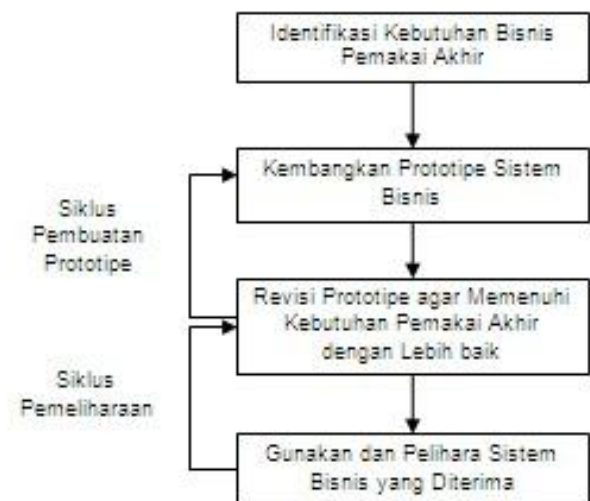 Identifikasi Kebutuhan Bisnis
Pemakai Akhir
Kembangkan Prototipe Sistem
Bisnis
Siklus
Pembuatan
Prototipe
Revisi Prototipe agar Memenuhi
Kebutuhan Pemakai Akhir
dengan Lebih baik
Siklus
Pemeliharaan
Gunakan dan Pelihara Sistem
Bisnis yang Diterima